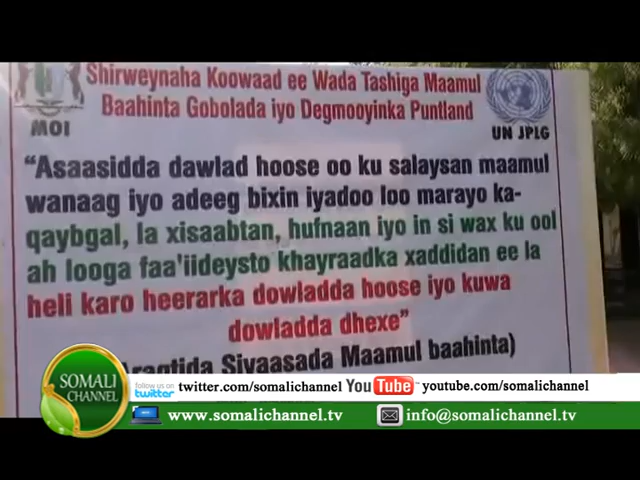 Shirweynaha Koowaad ee Wada Tashiga Maamul
Baahinta Gobolada iyo Degmooyinka Puntland
MOI
UN JPLG
“Asaasidda dawlad hoose oo ku salaysan maamul
wanaag iyo adeeg bixin iyadoo loo marayo ka-
qaybgal, la xisaabtan, hufnaan iyo in si wax ku ool
ah looga faa'iideysto khayraadka xaddidan ee la
heli karo heerarka dowladda hoose iyo kuwa
dowladda dhexe”
Sivaasada Maamul baahinta)
SOMALI
CHANNEL
follow us on
twitter
twitter.com/somalichannel
YouTube
youtube.com/somalichannel
www.somalichannel.tv
info@somalichannel.tv